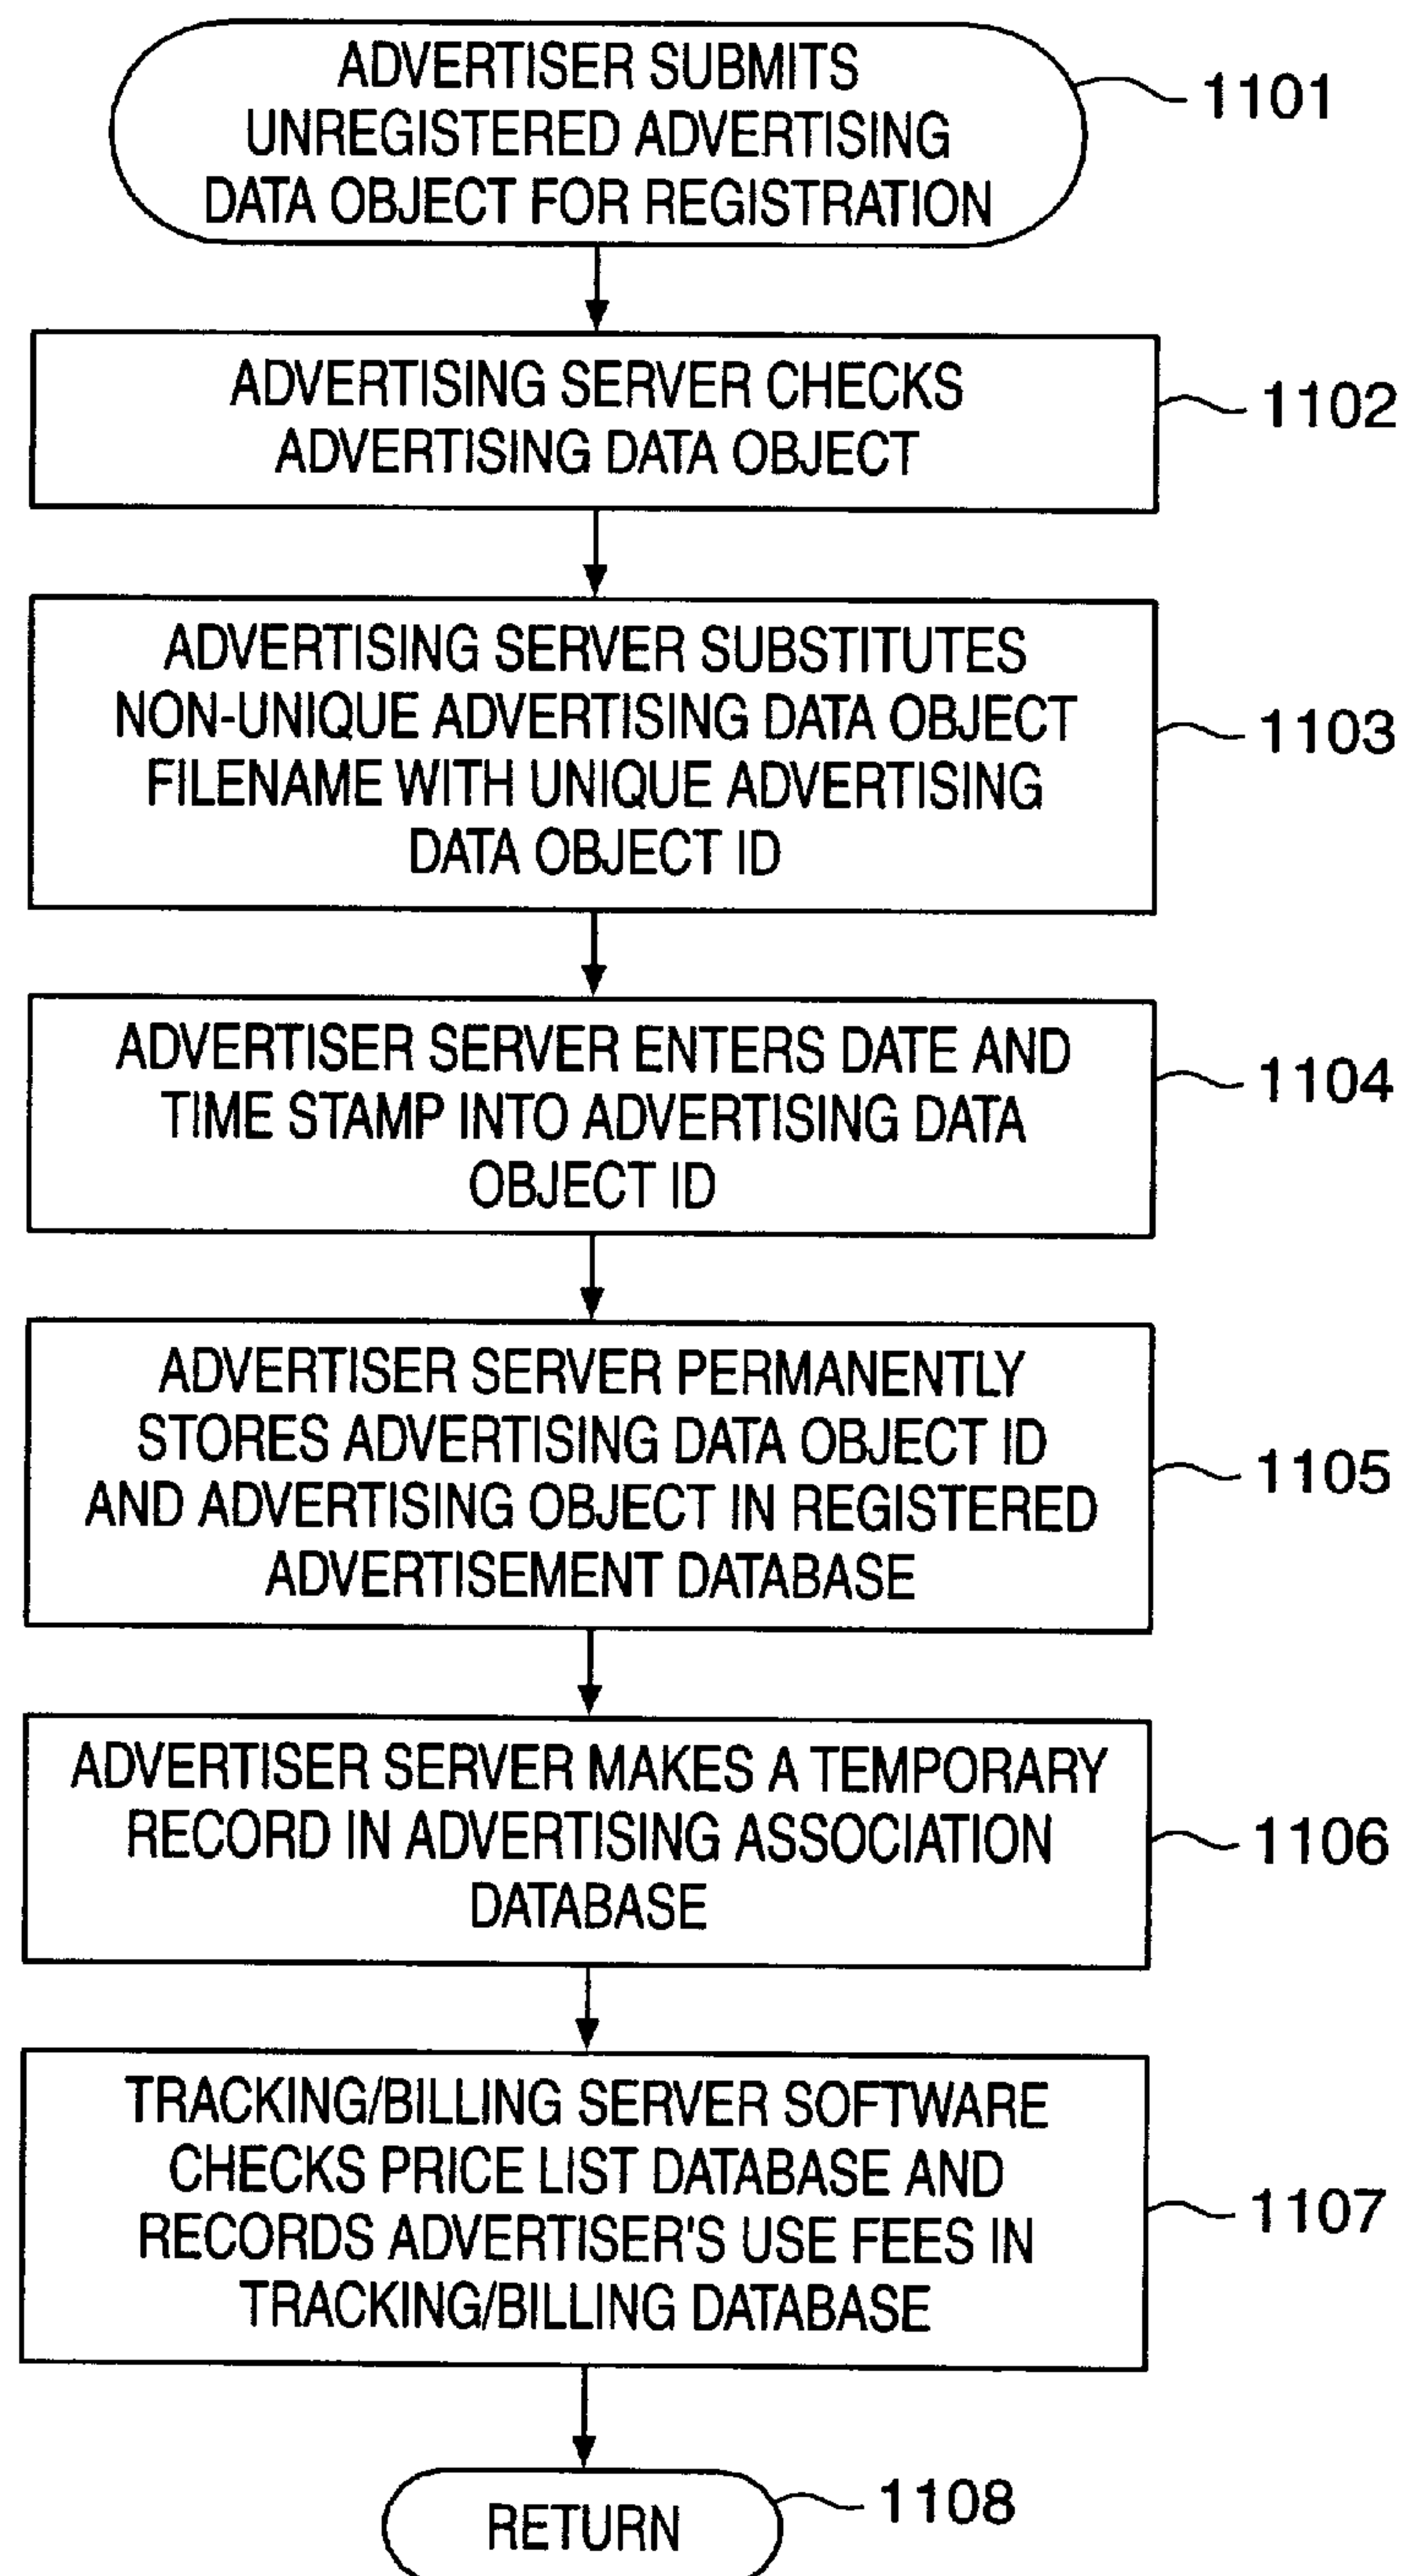 ADVERTISER SUBMITS
UNREGISTERED ADVERTISING
DATA OBJECT FOR REGISTRATION
1101
ADVERTISING SERVER CHECKS
ADVERTISING DATA OBJECT
1102
ADVERTISING SERVER SUBSTITUTES
NON-UNIQUE ADVERTISING DATA OBJECT
FILENAME WITH UNIQUE ADVERTISING
DATA OBJECT ID
1103
ADVERTISER SERVER ENTERS DATE AND
TIME STAMP INTO ADVERTISING DATA
OBJECT ID
1104
ADVERTISER SERVER PERMANENTLY
STORES ADVERTISING DATA OBJECT ID
AND ADVERTISING OBJECT IN REGISTERED
ADVERTISEMENT DATABASE
1105
ADVERTISER SERVER MAKES A TEMPORARY
RECORD IN ADVERTISING ASSOCIATION
DATABASE
1106
TRACKING/BILLING SERVER SOFTWARE
CHECKS PRICE LIST DATABASE AND
RECORDS ADVERTISER'S USE FEES IN
TRACKING/BILLING DATABASE
1107
RETURN
1108